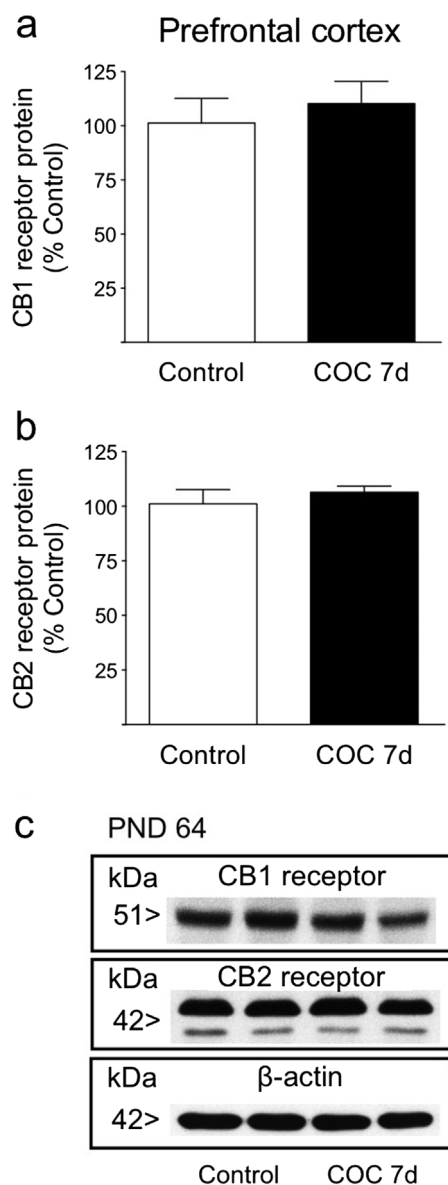 a
Prefrontal cortex
CB1 receptor protein
(% Control)
125
100
75
50
25
Control
COC 7d
b
CB2 receptor protein
(% Control)
125
100
75
50
25
Control
COC 7d
c
PND 64
kDa
CB1 receptor
51>
kDa
CB2 receptor
42>
kDa
β-actin
42>
Control
COC 7d